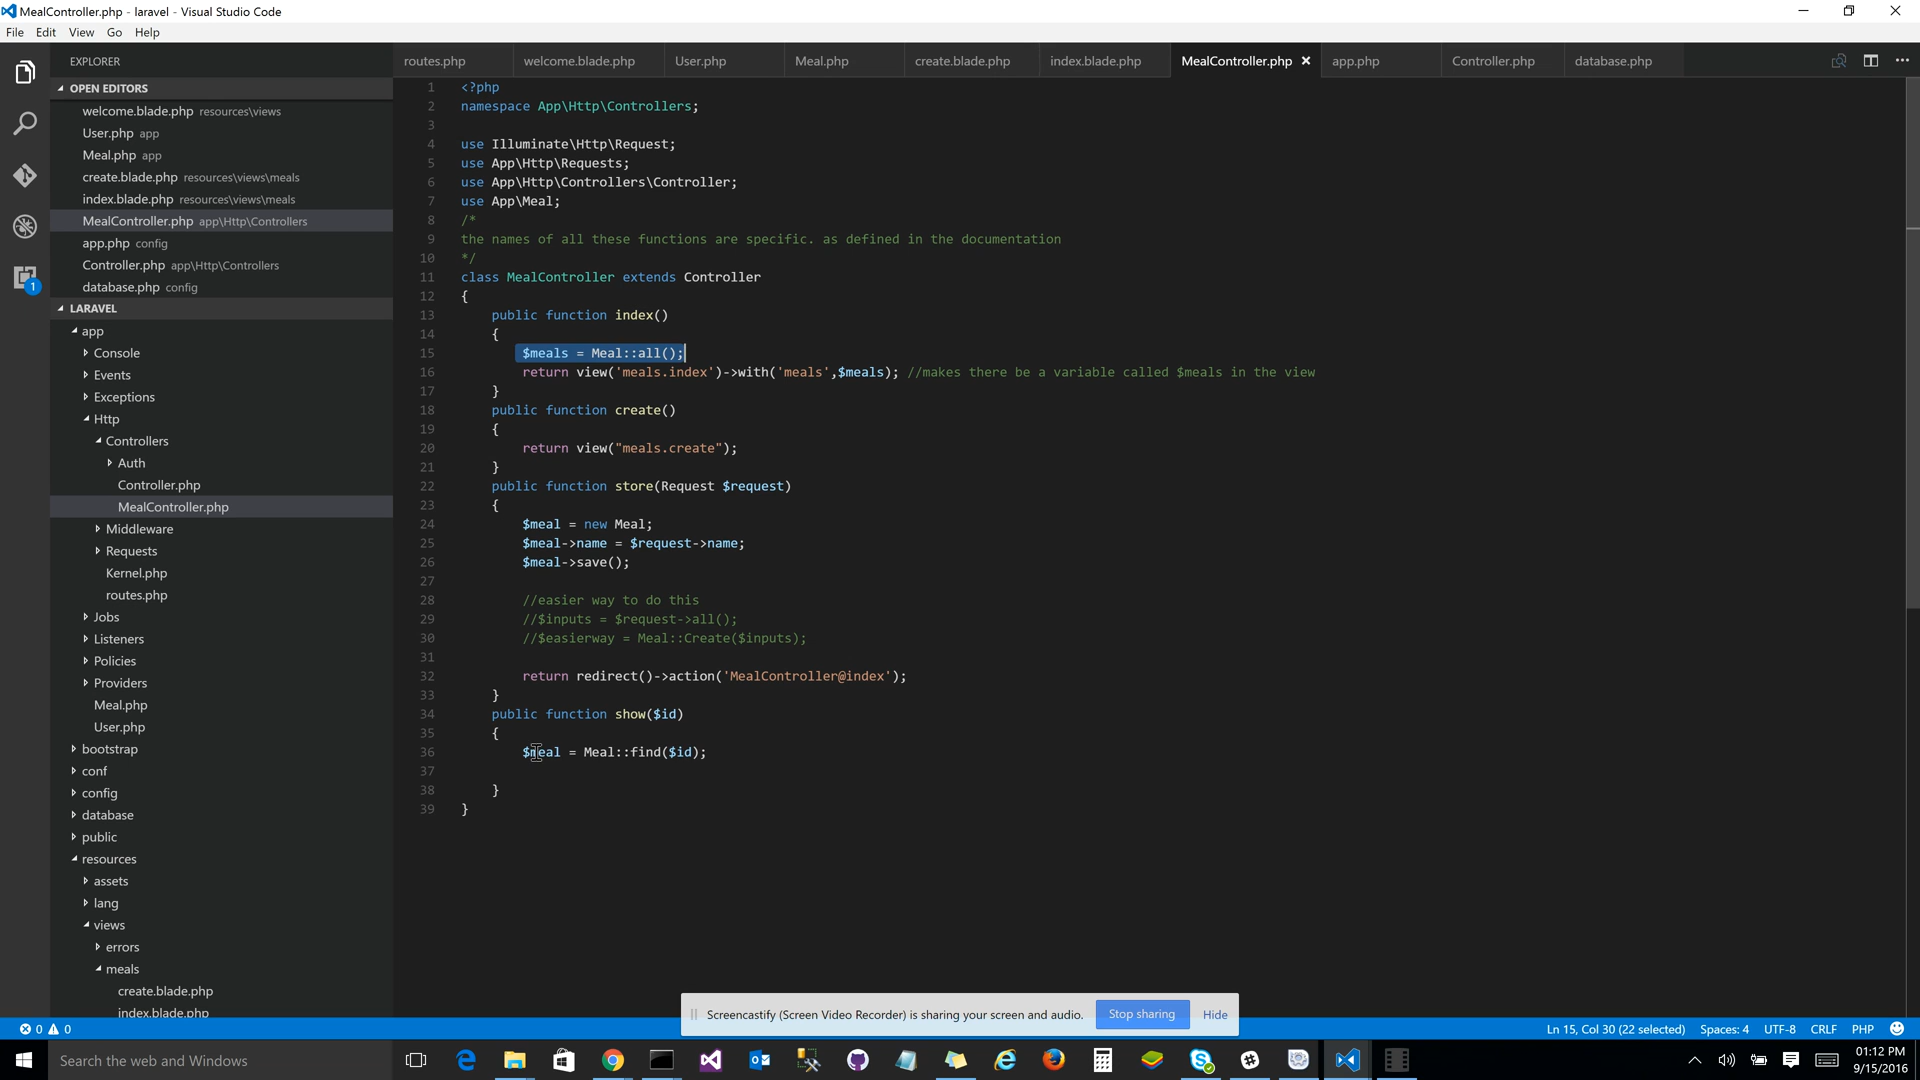 MealController.php - laravel - Visual Studio Code
File Edit View Go Help
EXPLORER
OPEN EDITORS
welcome.blade.php resources\views
User.php app
Meal.php app
create.blade.php resources\views\meals
index.blade.php resources\views\meals
MealController.php app\Http\Controllers
app.php config
Controller.php app\Http\Controllers
database.php config
LARAVEL
app
Console
Events
Exceptions
Http
Controllers
Auth
Controller.php
MealController.php
Middleware
Requests
Kernel.php
routes.php
Jobs
Listeners
Policies
Providers
Meal.php
User.php
bootstrap
conf
config
database
public
resources
assets
lang
views
errors
meals
create.blade.php
index.blade.php
1
routes.php welcome.blade.php User.php Meal.php create.blade.php index.blade.php MealController.php app.php Controller.php database.php
1 <?php
2 namespace App\Http\Controllers;
3
4 use Illuminate\Http\Request;
5 use App\Http\Requests;
6 use App\Http\Controllers\Controller;
7 use App\Meal;
8 /*
9 the names of all these functions are specific. as defined in the documentation
10 */
11 class MealController extends Controller
12 {
13 public function index()
14 {
15 $meals = Meal::all();
16 return view('meals.index')->with('meals',$meals); //makes there be a variable called $meals in the view
17 }
18 public function create()
19 {
20 return view("meals.create");
21 }
22 public function store(Request $request)
23 {
24 $meal = new Meal;
25 $meal->name = $request->name;
26 $meal->save();
27
28 //easier way to do this
29 //$inputs = $request->all();
30 //$easierway = Meal::Create($inputs);
31
32 return redirect()->action('MealController@index');
33 }
34 public function show($id)
35 {
36 $meal = Meal::find($id);
37
38 }
39 }
Screencastify (Screen Video Recorder) is sharing your screen and audio. Stop sharing Hide
0 0 Ln 15, Col 30 (22 selected) Spaces: 4 UTF-8 CRLF PHP
Search the web and Windows
01:12 PM
9/15/2016